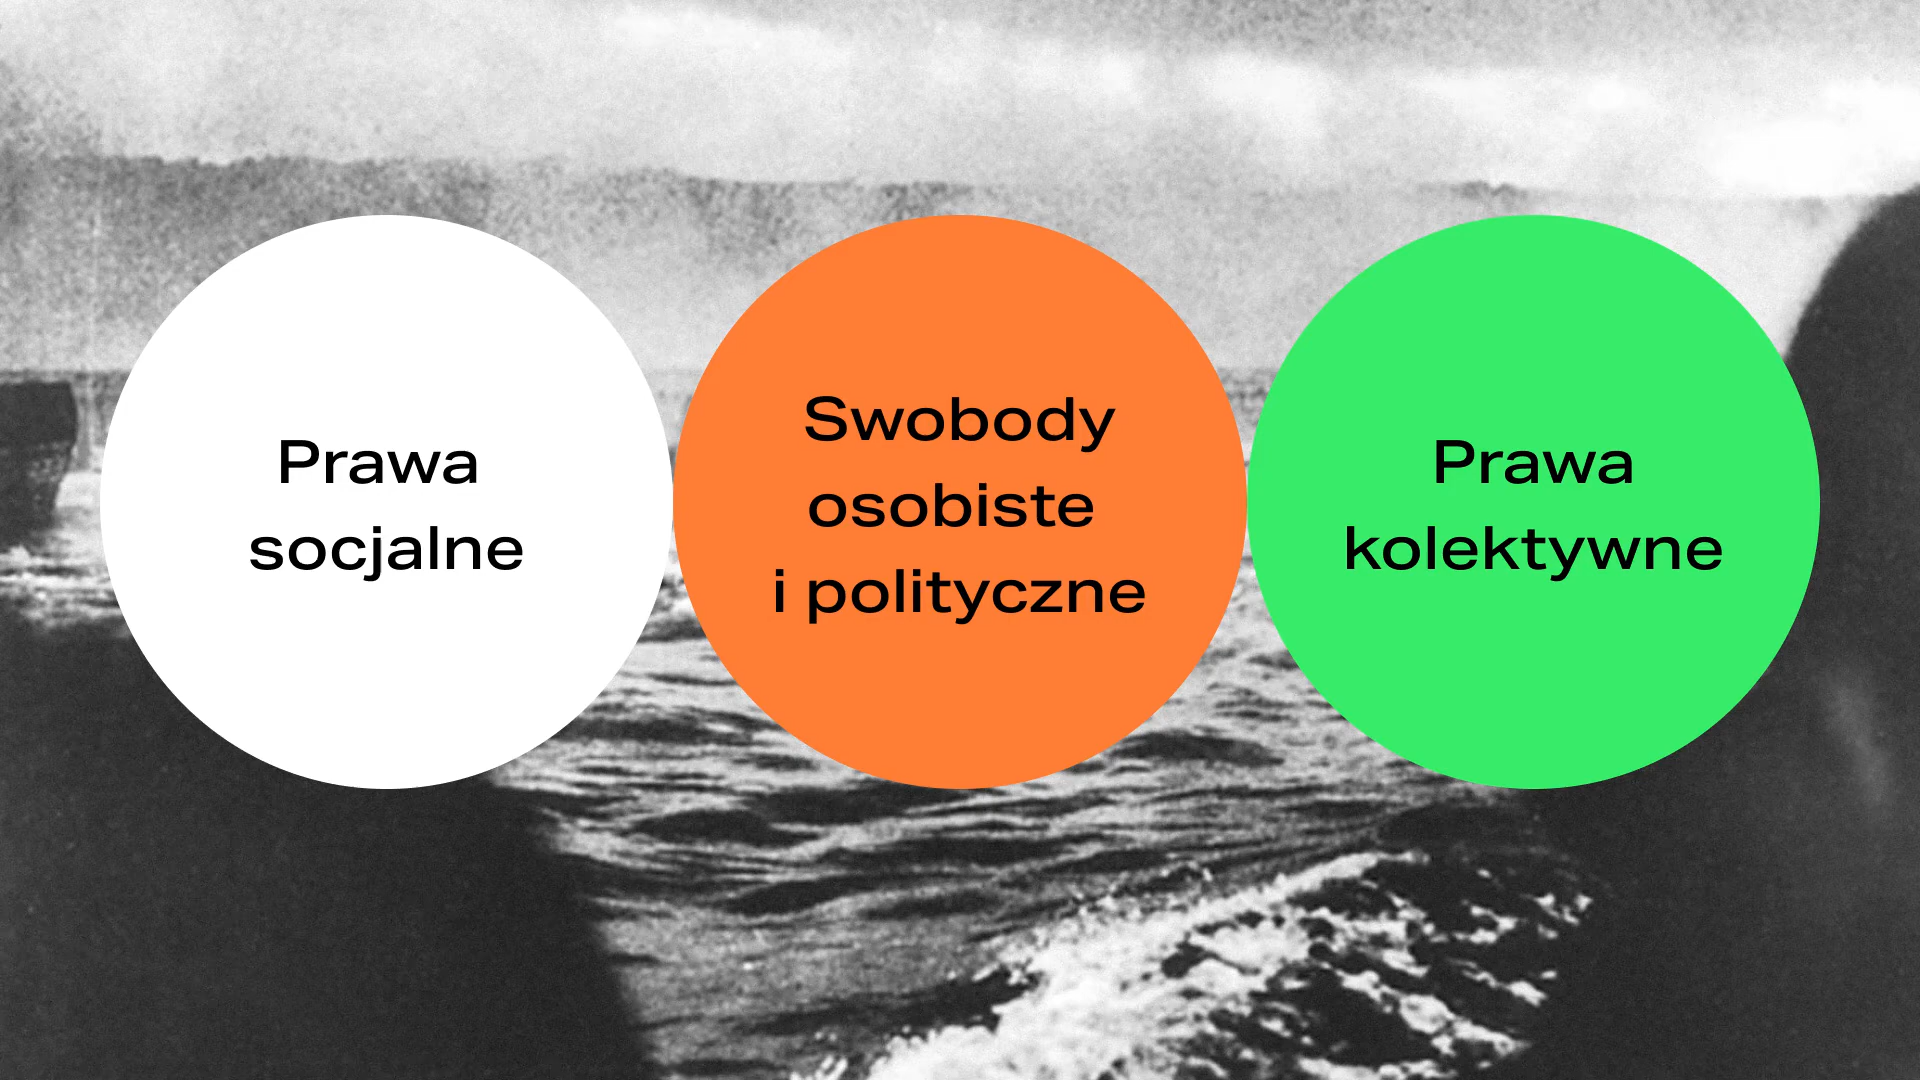 Prawa
socjalne
Swobody
osobiste
i polityczne
Prawa
kolektywne